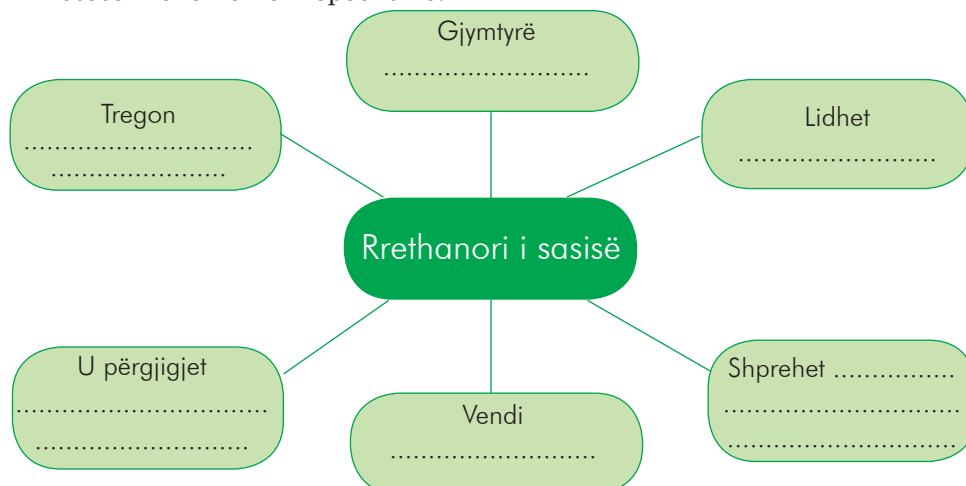 Gjymtyrë
...........................
Tregon
..............................
.......................
Lidhet
..........................
Rrethanori i sasisë
U përgjigjet
.................................
............................
Vendi
...........................
Shprehet ................
...............................
..............................